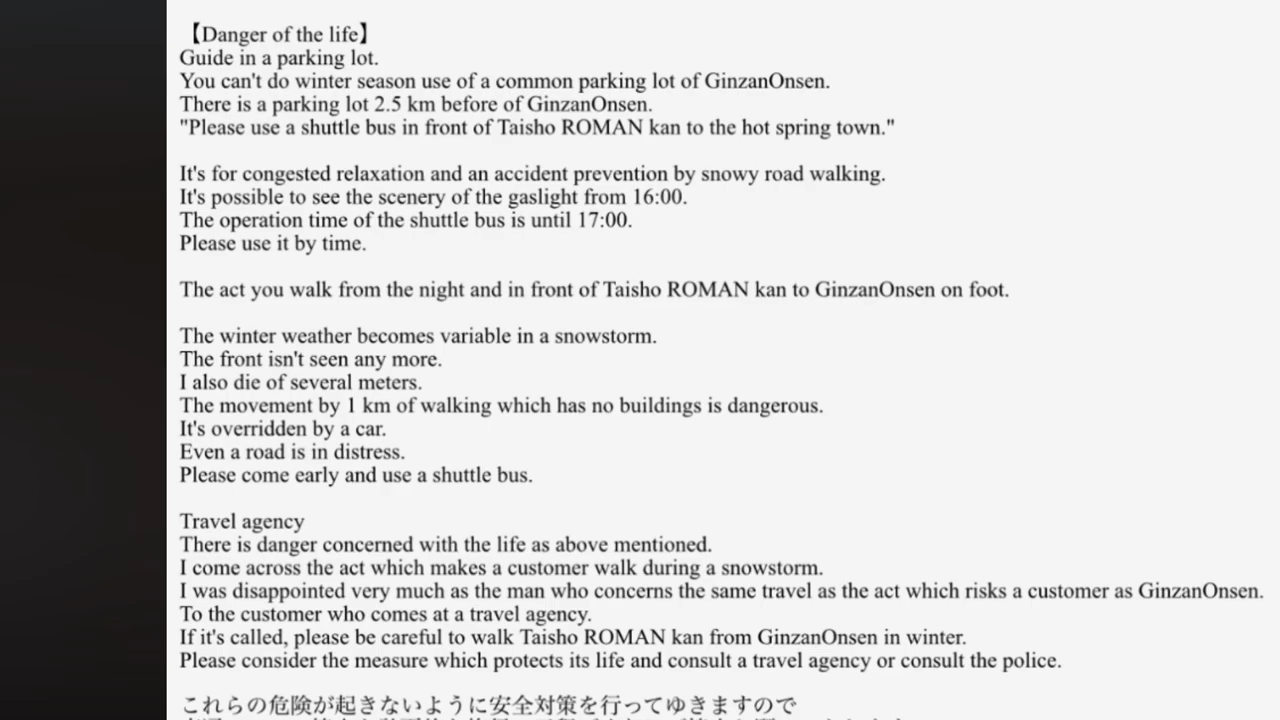 【Danger of the life】
Guide in a parking lot.
You can't do winter season use of a common parking lot of GinzanOnsen.
There is a parking lot 2.5 km before of GinzanOnsen.
"Please use a shuttle bus in front of Taisho ROMAN kan to the hot spring town."
It's for congested relaxation and an accident prevention by snowy road walking.
It's possible to see the scenery of the gaslight from 16:00.
The operation time of the shuttle bus is until 17:00.
Please use it by time.
The act you walk from the night and in front of Taisho ROMAN kan to GinzanOnsen on foot.
The winter weather becomes variable in a snowstorm.
The front isn't seen any more.
I also die of several meters.
The movement by 1 km of walking which has no buildings is dangerous.
It's overridden by a car.
Even a road is in distress.
Please come early and use a shuttle bus.
Travel agency
There is danger concerned with the life as above mentioned.
I come across the act which makes a customer walk during a snowstorm.
I was disappointed very much as the man who concerns the same travel as the act which risks a customer as GinzanOnsen.
To the customer who comes at a travel agency.
If it's called, please be careful to walk Taisho ROMAN kan from GinzanOnsen in winter.
Please consider the measure which protects its life and consult a travel agency or consult the police.
これらの危険が起きないように安全対策を行ってゆきますので